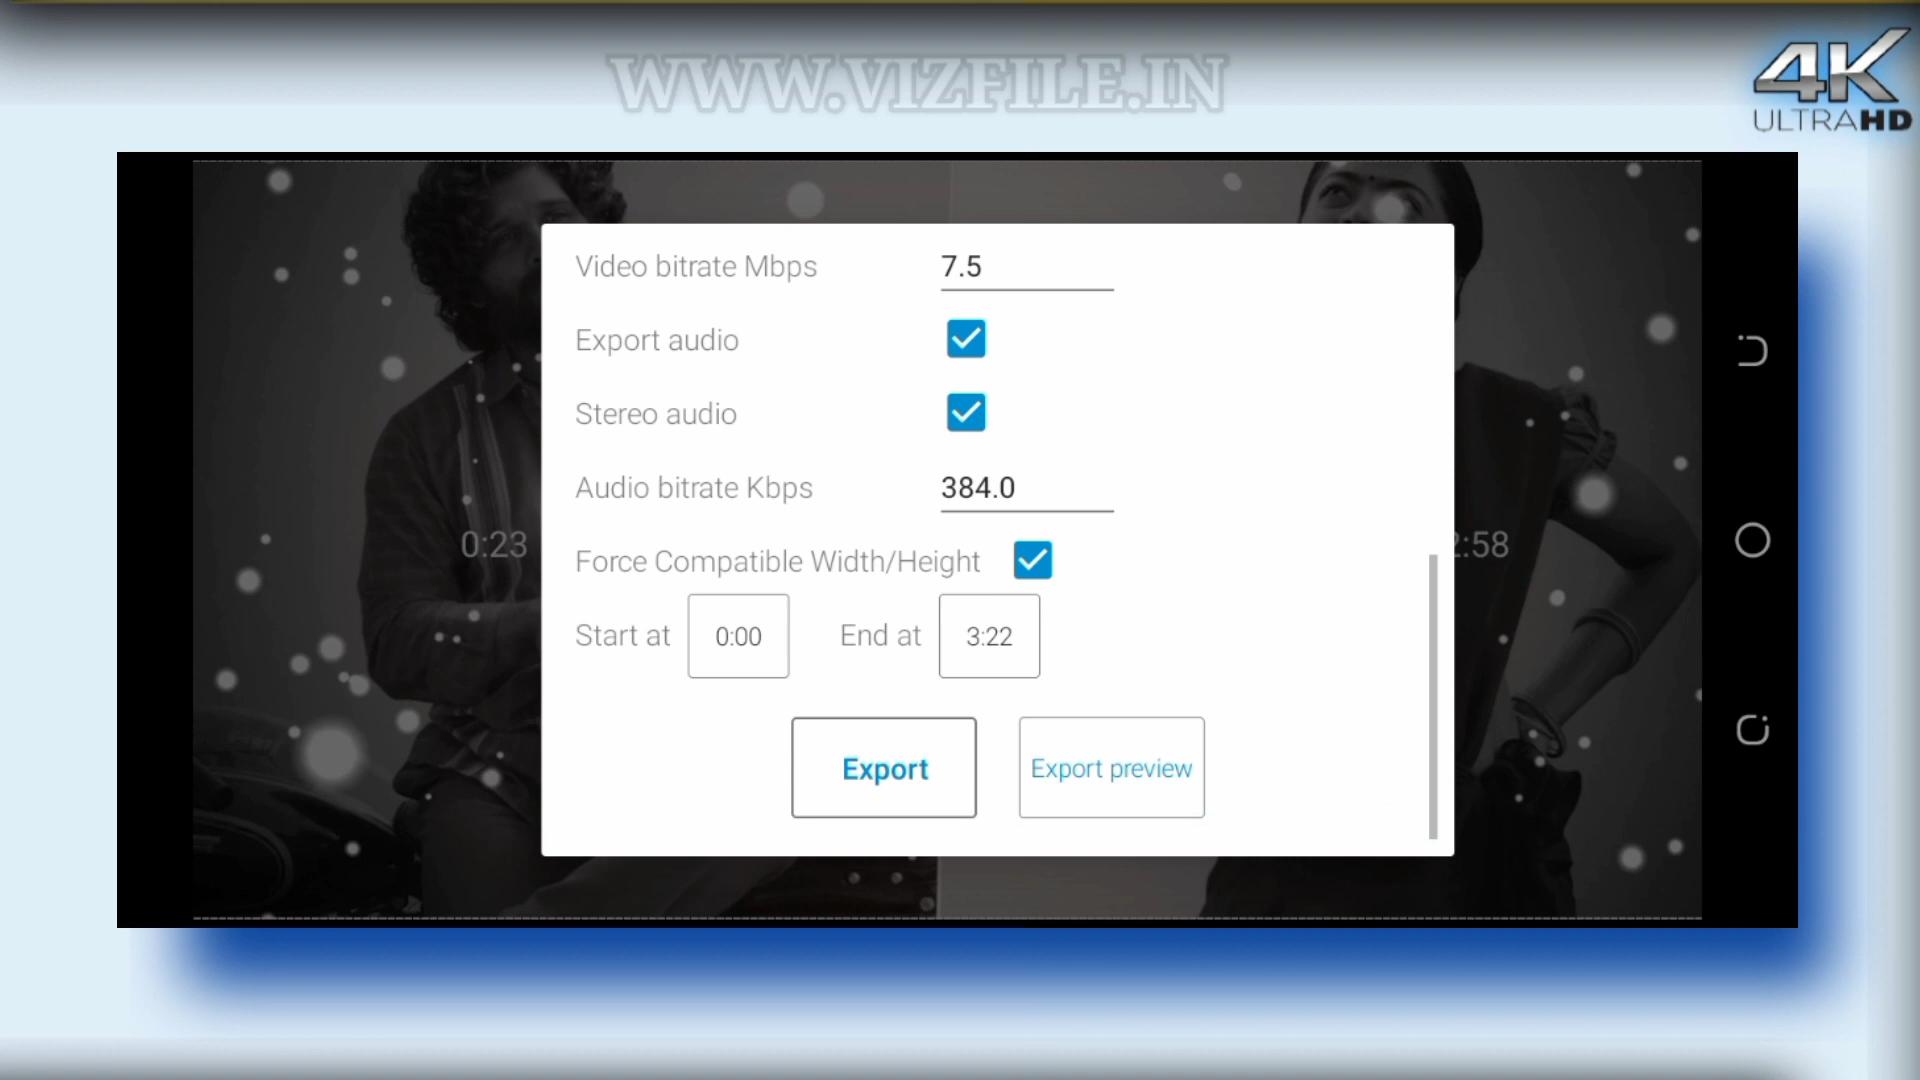 WWW.VIZFILE.IN
4K
ULTRAHD
Video bitrate Mbps 7.5
Export audio
Stereo audio
Audio bitrate Kbps 384.0
0:23
:58
Force Compatible Width/Height
Start at 0:00 End at 3:22
Export Export preview